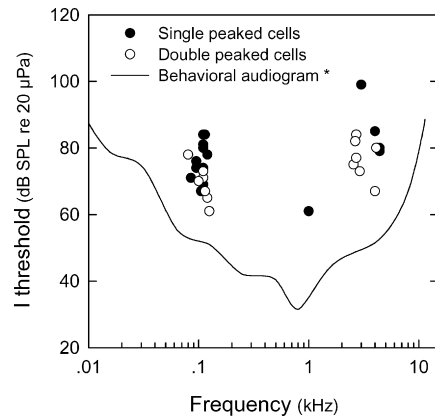 ● Single peaked cells
○ Double peaked cells
— Behavioral audiogram *
I threshold (dB SPL re 20 µPa)
120
100
80
60
40
20
.01 .1 1 10
Frequency (kHz)